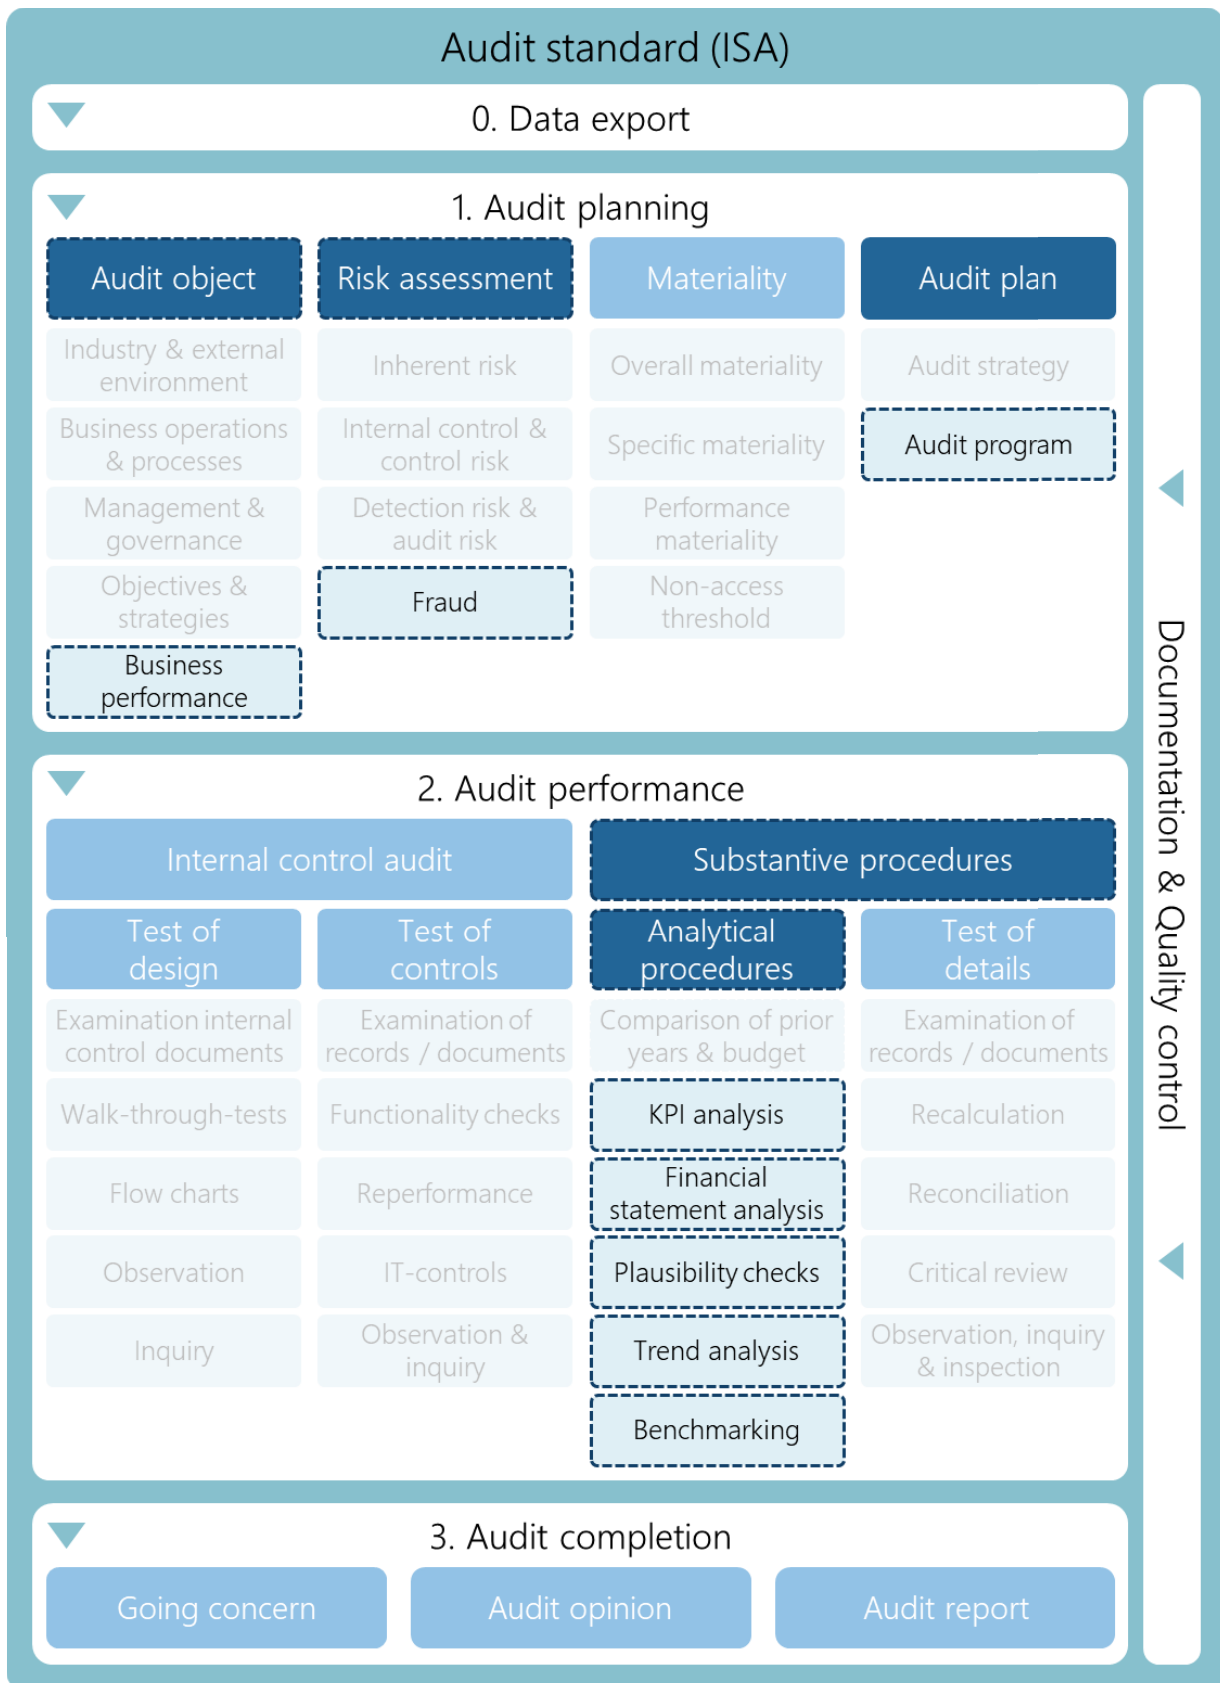 Audit standard (ISA)
0. Data export
1. Audit planning
Audit object
Risk assessment
Materiality
Audit plan
Industry & external
environment
Inherent risk
Overall materiality
Audit strategy
Business operations
& processes
Internal control &
control risk
Specific materiality
Audit program
Management &
governance
Detection risk &
audit risk
Performance
materiality
Objectives &
strategies
Fraud
Non-access
threshold
Business
performance
2. Audit performance
Internal control audit
Substantive procedures
Test of
design
Test of
controls
Analytical
procedures
Test of
details
Examination internal
control documents
Examination of
records / documents
Comparison of prior
years & budget
Examination of
records / documents
Walk-through-tests
Functionality checks
KPI analysis
Recalculation
Flow charts
Reperformance
Financial
statement analysis
Reconciliation
Observation
IT-controls
Plausibility checks
Critical review
Inquiry
Observation &
inquiry
Trend analysis
Observation, inquiry
& inspection
Benchmarking
3. Audit completion
Going concern
Audit opinion
Audit report
Documentation & Quality control